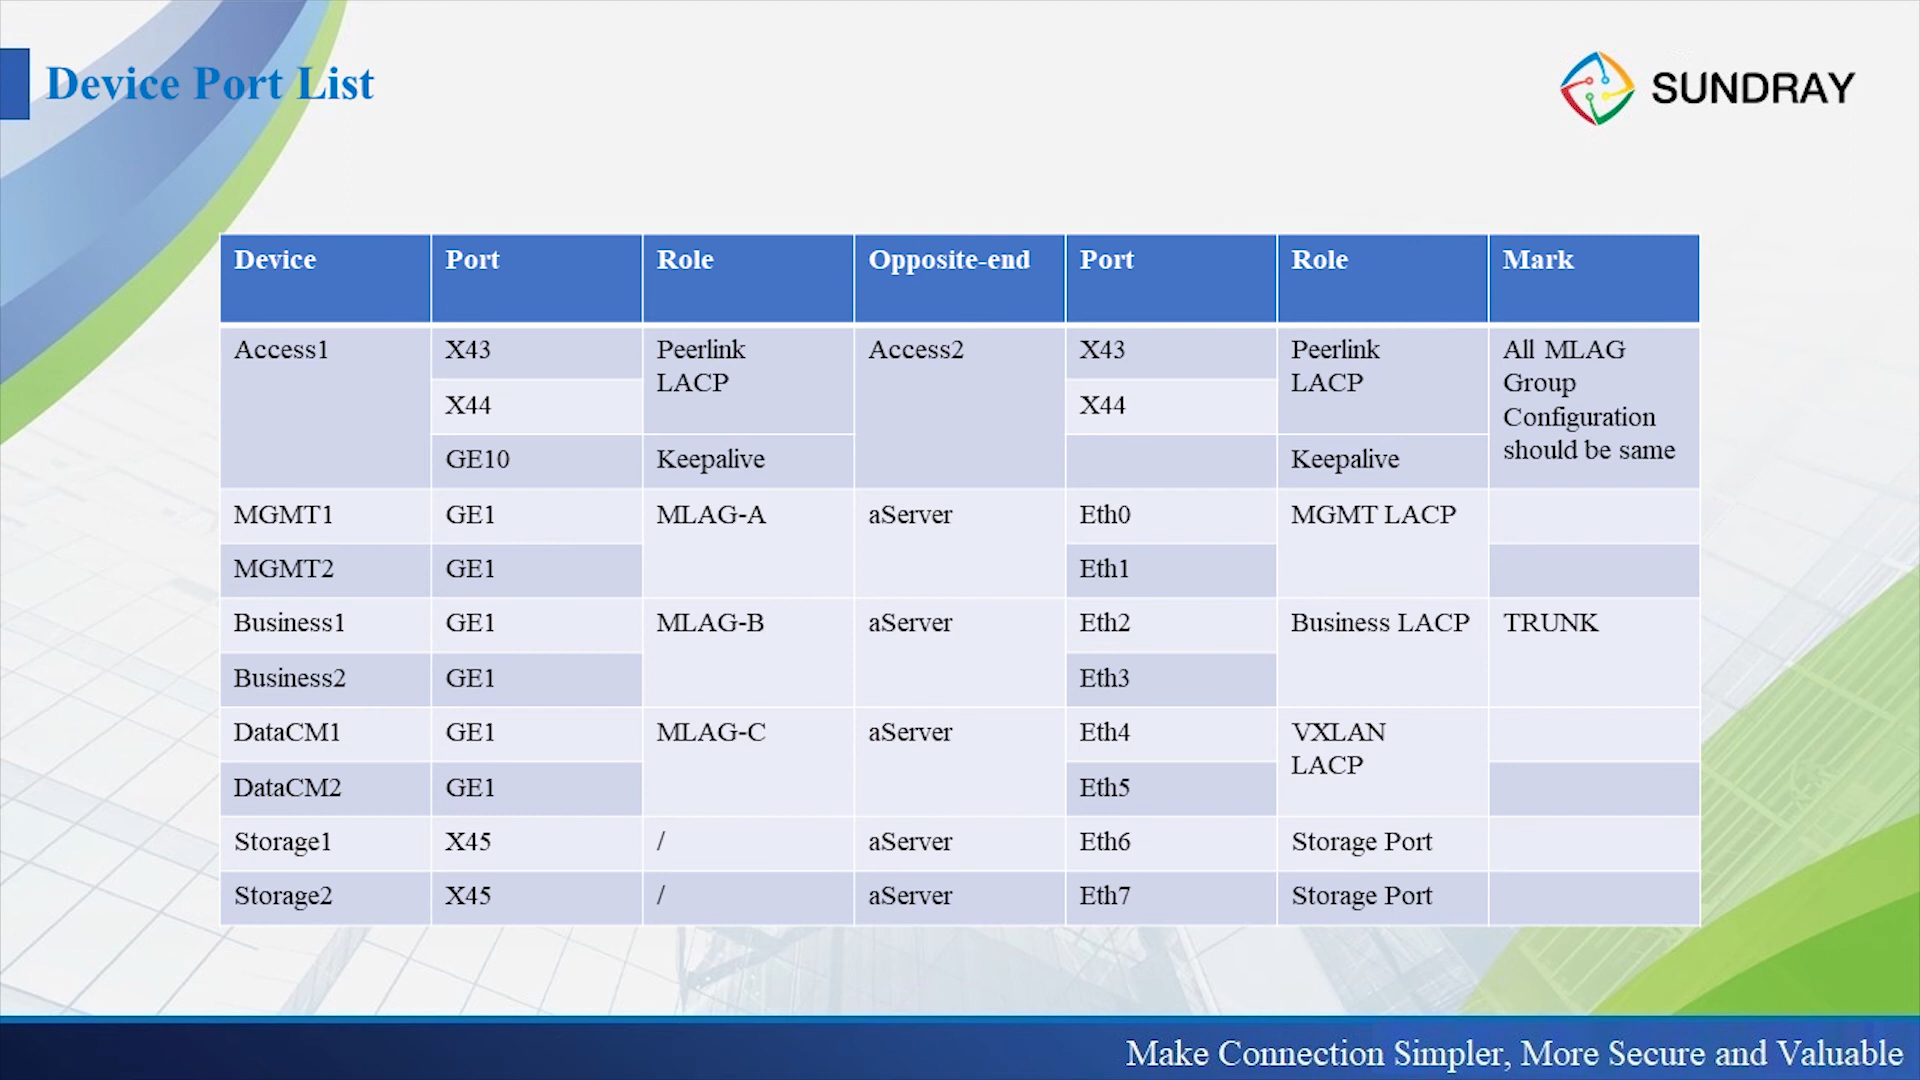 Device Port List
SUNDRAY
Device Port Role Opposite-end Port Role Mark
Access1 X43 Peerlink LACP Access2 X43 Peerlink LACP All MLAG Group Configuration should be same
X44 X44
GE10 Keepalive Keepalive
MGMT1 GE1 MLAG-A aServer Eth0 MGMT LACP
MGMT2 GE1 Eth1
Business1 GE1 MLAG-B aServer Eth2 Business LACP TRUNK
Business2 GE1 Eth3
DataCM1 GE1 MLAG-C aServer Eth4 VXLAN LACP
DataCM2 GE1 Eth5
Storage1 X45 / aServer Eth6 Storage Port
Storage2 X45 / aServer Eth7 Storage Port
Make Connection Simpler, More Secure and Valuable